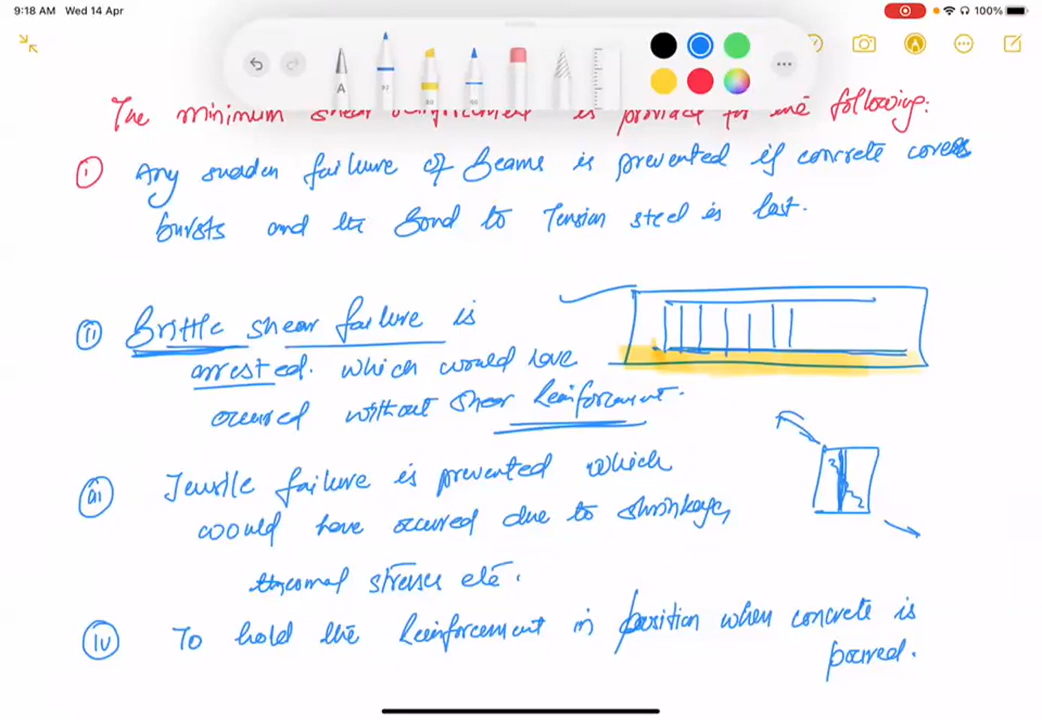 9:18 AM Wed 14 Apr
100%
The minimum shear reinforcement is provided for the following:
i Any sudden failure of Beams is prevented if concrete covers
bursts and the Bond to Tension steel is lost.
ii Brittle shear failure is
arrested. which would have
occured without shear Reinforcement.
iii Tensile failure is prevented which
would have occured due to shrinkage,
thermal stresses etc.
iv To hold the Reinforcement in position when concrete is
poured.